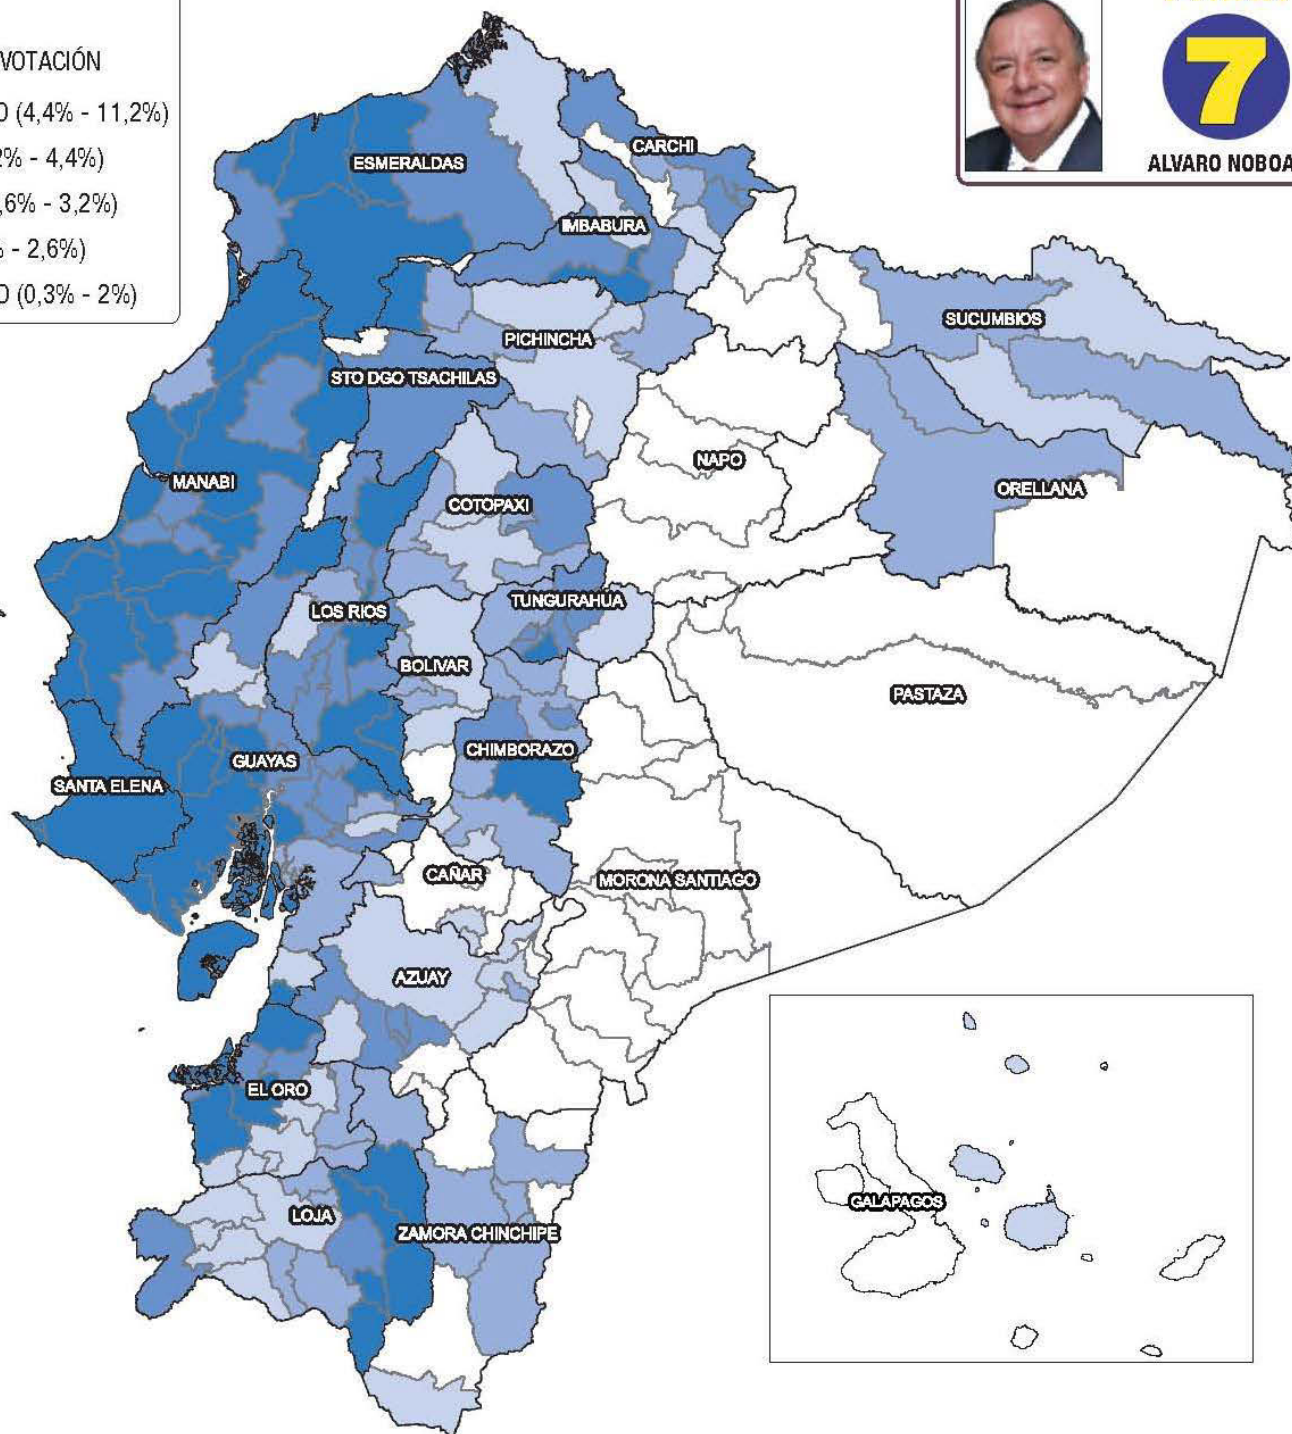 VOTACIÓN
O (4,4% - 11,2%)
2% - 4,4%)
,6% - 3,2%)
% - 2,6%)
O (0,3% - 2%)
7
ALVARO NOBOA
CARCHI
ESMERALDAS
IMBABURA
SUCUMBIOS
PICHINCHA
STO DGO TSACHILAS
NAPO
MANABI
ORELLANA
COTOPAXI
TUNGURAHUA
LOS RIOS
BOLIVAR
PASTAZA
CHIMBORAZO
GUAYAS
SANTA ELENA
CAÑAR
MORONA SANTIAGO
AZUAY
EL ORO
GALAPAGOS
LOJA
ZAMORA CHINCHIPE